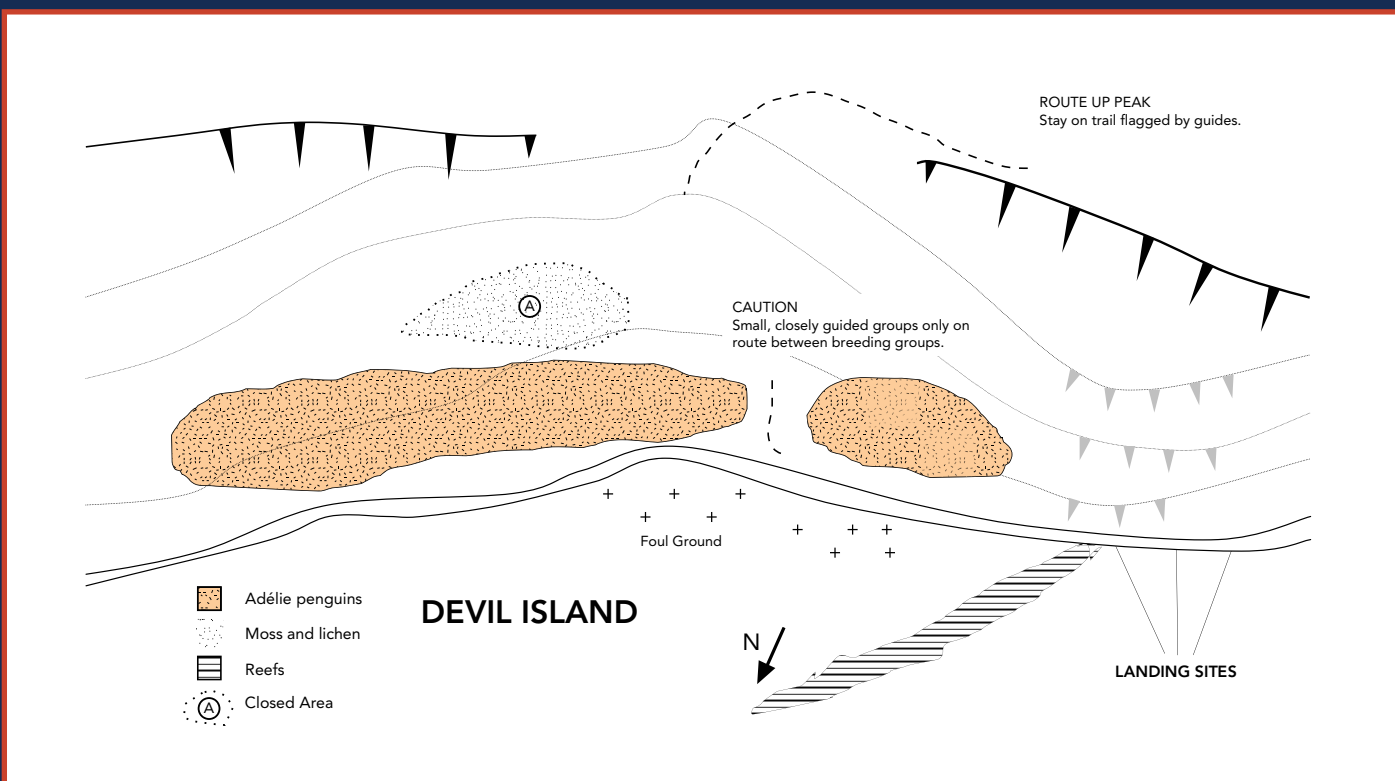 ROUTE UP PEAK
Stay on trail flagged by guides.
A
CAUTION
Small, closely guided groups only on
route between breeding groups.
Foul Ground
Adélie penguins
Moss and lichen
Reefs
A Closed Area
DEVIL ISLAND
N
LANDING SITES